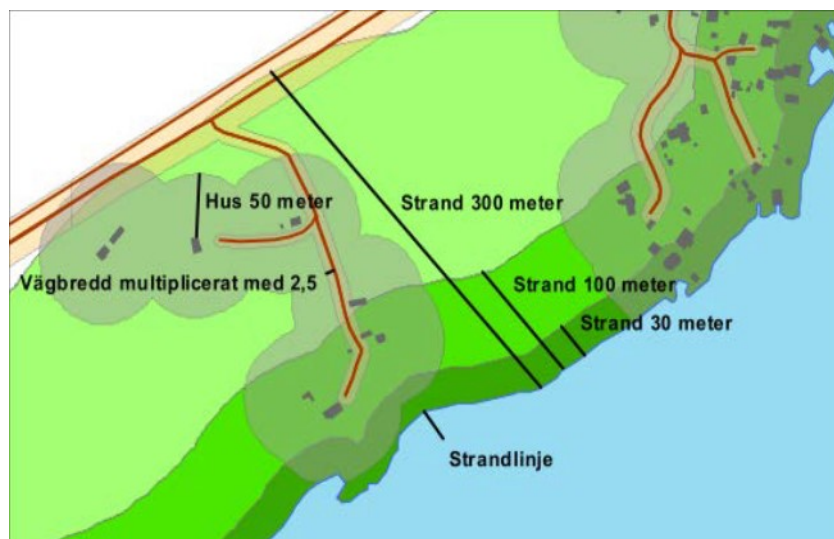 Hus 50 meter
Strand 300 meter
Vägbredd multiplicerat med 2,5
Strand 100 meter
Strand 30 meter
Strandlinje